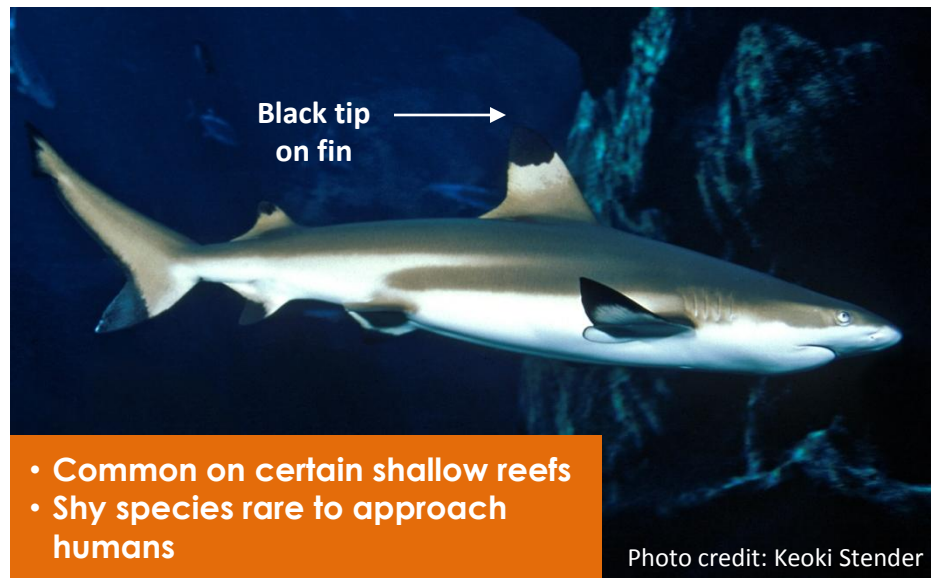 Black tip
on fin
• Common on certain shallow reefs
• Shy species rare to approach
humans
Photo credit: Keoki Stender